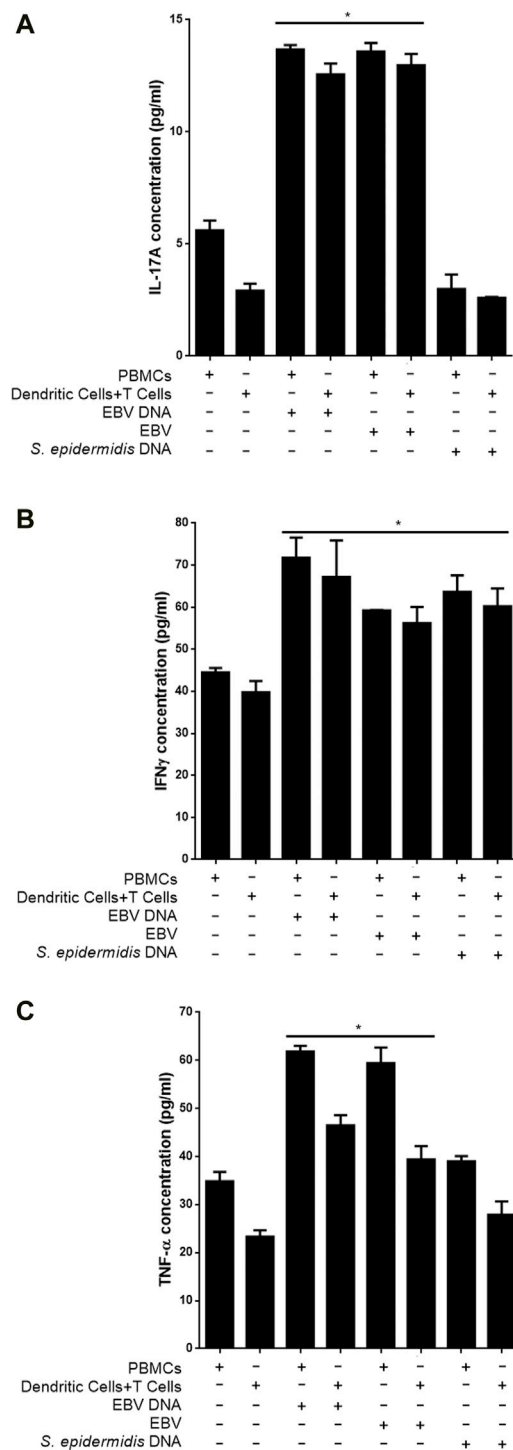 A
*
IL-17A concentration (pg/ml)
15
10
5
0
PBMCs + – + – + – + –
Dendritic Cells+T Cells – + – + – + – +
EBV DNA – – + + – – – –
EBV – – – – + + – –
S. epidermidis DNA – – – – – – + +
B
*
IFNγ concentration (pg/ml)
80
70
60
50
40
30
20
10
0
PBMCs + – + – + – + –
Dendritic Cells+T Cells – + – + – + – +
EBV DNA – – + + – – – –
EBV – – – – + + – –
S. epidermidis DNA – – – – – – + +
C
*
TNF-α concentration (pg/ml)
70
60
50
40
30
20
10
0
PBMCs + – + – + – + –
Dendritic Cells+T Cells – + – + – + – +
EBV DNA – – + + – – – –
EBV – – – – + + – –
S. epidermidis DNA – – – – – – + +